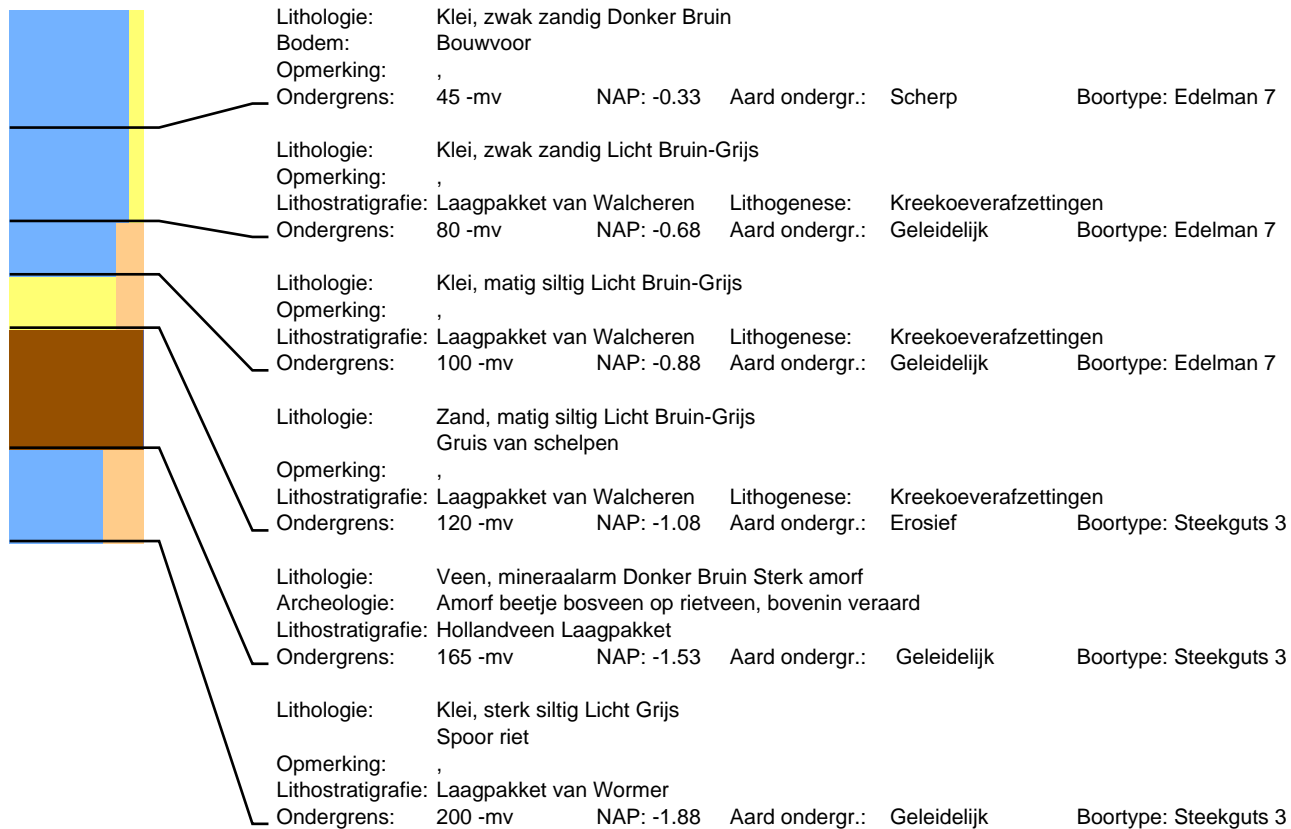 Lithologie: Klei, zwak zandig Donker Bruin
Bodem: Bouwvoor
Opmerking: ,
Ondergrens: 45 -mv NAP: -0.33 Aard ondergr.: Scherp Boortype: Edelman 7
Lithologie: Klei, zwak zandig Licht Bruin-Grijs
Opmerking: ,
Lithostratigrafie: Laagpakket van Walcheren Lithogenese: Kreekoeverafzettingen
Ondergrens: 80 -mv NAP: -0.68 Aard ondergr.: Geleidelijk Boortype: Edelman 7
Lithologie: Klei, matig siltig Licht Bruin-Grijs
Opmerking: ,
Lithostratigrafie: Laagpakket van Walcheren Lithogenese: Kreekoeverafzettingen
Ondergrens: 100 -mv NAP: -0.88 Aard ondergr.: Geleidelijk Boortype: Edelman 7
Lithologie: Zand, matig siltig Licht Bruin-Grijs
Gruis van schelpen
Opmerking: ,
Lithostratigrafie: Laagpakket van Walcheren Lithogenese: Kreekoeverafzettingen
Ondergrens: 120 -mv NAP: -1.08 Aard ondergr.: Erosief Boortype: Steekguts 3
Lithologie: Veen, mineraalarm Donker Bruin Sterk amorf
Archeologie: Amorf beetje bosveen op rietveen, bovenin veraard
Lithostratigrafie: Hollandveen Laagpakket
Ondergrens: 165 -mv NAP: -1.53 Aard ondergr.: Geleidelijk Boortype: Steekguts 3
Lithologie: Klei, sterk siltig Licht Grijs
Spoor riet
Opmerking: ,
Lithostratigrafie: Laagpakket van Wormer
Ondergrens: 200 -mv NAP: -1.88 Aard ondergr.: Geleidelijk Boortype: Steekguts 3